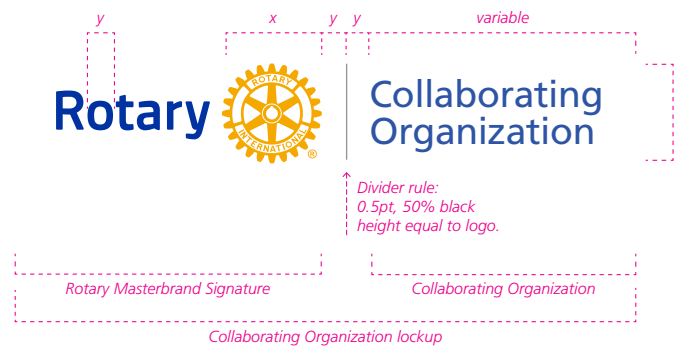 y
x
y
y
variable
Rotary
ROTARY
INTERNATIONAL
®
Collaborating
Organization
Divider rule:
0.5pt, 50% black
height equal to logo.
Rotary Masterbrand Signature
Collaborating Organization
Collaborating Organization lockup